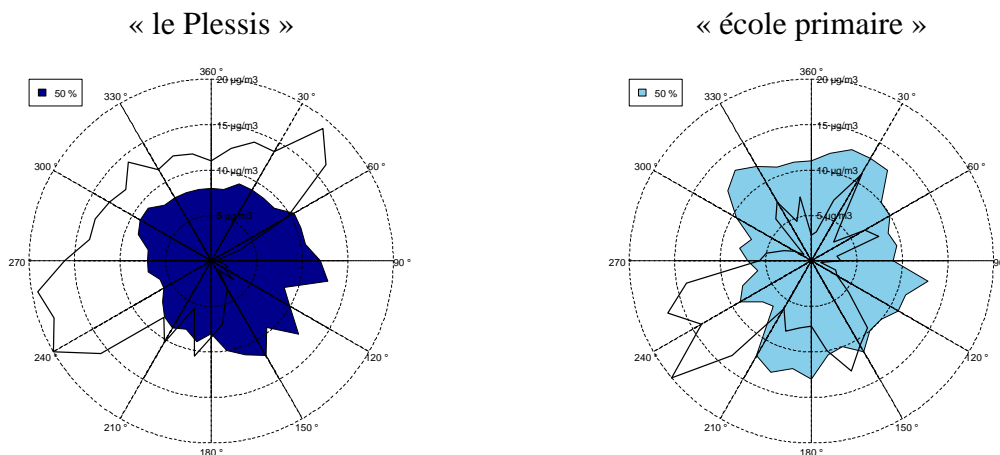 « le Plessis »
360 °
20 µg/m3
50 %
330 °
30 °
15 µg/m3
300 °
10 µg/m3
60 °
5 µg/m3
270
90 °
240 °
120 °
210 °
150 °
180 °
« école primaire »
360 °
20 µg/m3
50 %
330 °
30 °
15 µg/m3
300 °
10 µg/m3
60 °
5 µg/m3
270
90
240 °
120 °
210 °
150 °
180 °